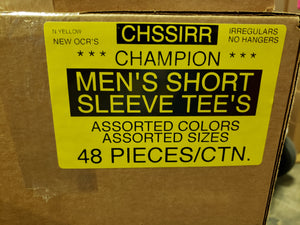 N YELLOW
NEW OCR'S
CHSSIRR
IRREGULARS
NO HANGERS
*** CHAMPION ***
MEN'S SHORT
SLEEVE TEE'S
ASSORTED COLORS
ASSORTED SIZES
48 PIECES/CTN.